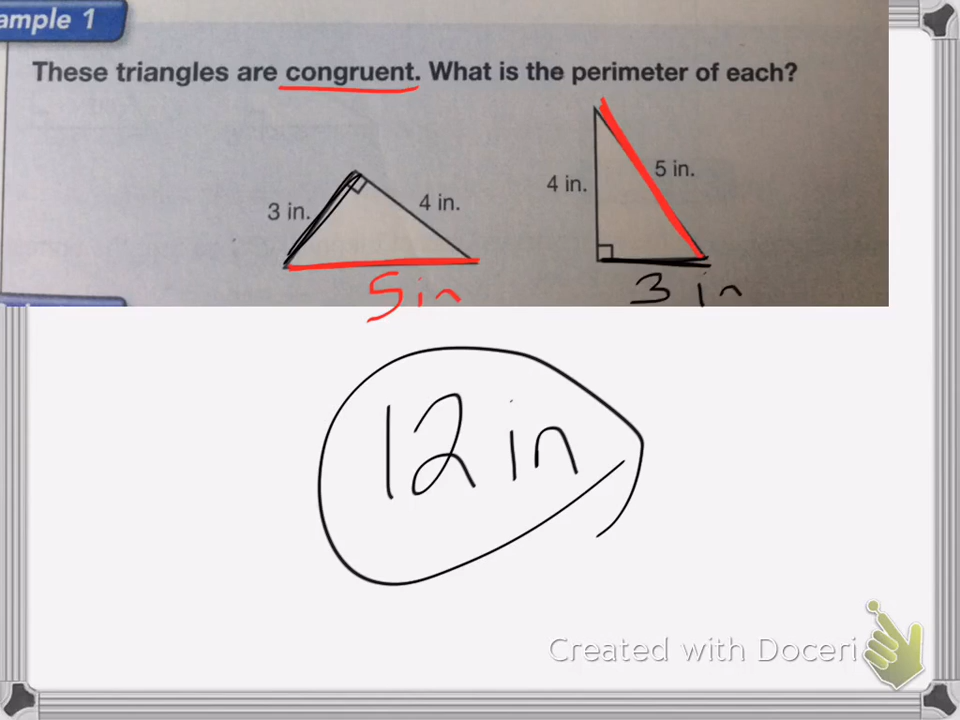 ample 1
These triangles are congruent. What is the perimeter of each?
3 in.
4 in.
5 in
4 in.
5 in.
3 in
12 in
Created with Doceri